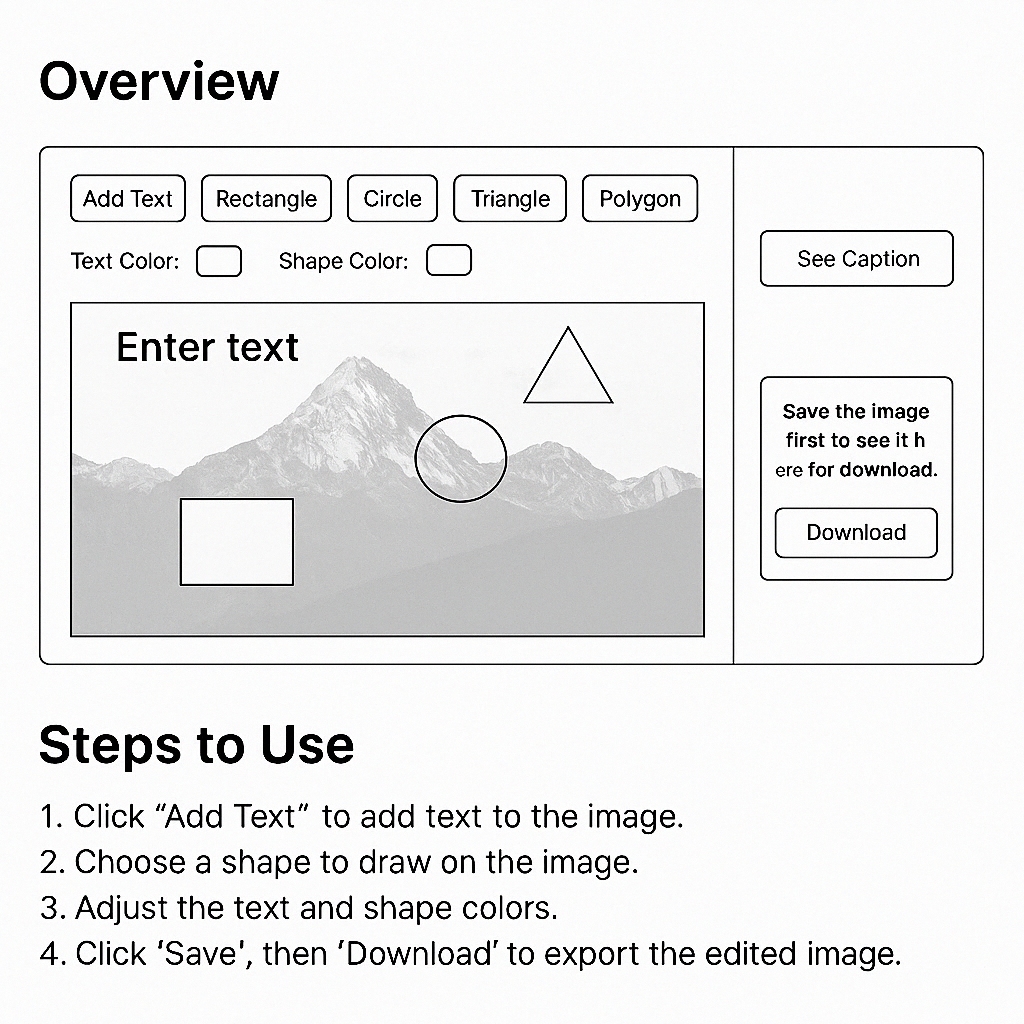 Overview
Add Text Rectangle Circle Triangle Polygon
Text Color: Shape Color:
Enter text
See Caption
Save the image
first to see it h
ere for download.
Download
Steps to Use
1. Click “Add Text” to add text to the image.
2. Choose a shape to draw on the image.
3. Adjust the text and shape colors.
4. Click ‘Save’, then ‘Download’ to export the edited image.